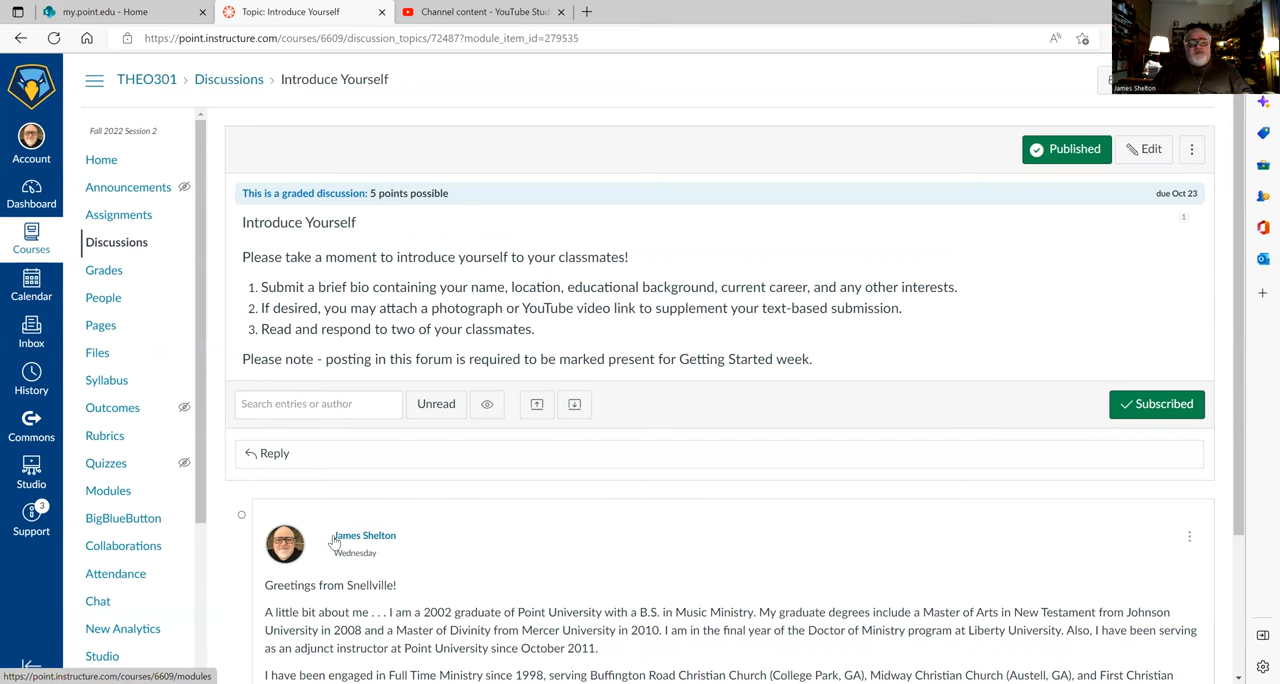 my.point.edu - Home
Topic: Introduce Yourself
Channel content - YouTube Stud
https://point.instructure.com/courses/6609/discussion_topics/72487?module_item_id=279535
James Shelton
THEO301 > Discussions > Introduce Yourself
Account
Dashboard
Courses
Calendar
Inbox
History
Commons
Studio
3
Support
Fall 2022 Session 2
Home
Announcements
Assignments
Discussions
Grades
People
Pages
Files
Syllabus
Outcomes
Rubrics
Quizzes
Modules
BigBlueButton
Collaborations
Attendance
Chat
New Analytics
Studio
Published
Edit
This is a graded discussion: 5 points possible
due Oct 23
Introduce Yourself
1
Please take a moment to introduce yourself to your classmates!
1. Submit a brief bio containing your name, location, educational background, current career, and any other interests.
2. If desired, you may attach a photograph or YouTube video link to supplement your text-based submission.
3. Read and respond to two of your classmates.
Please note - posting in this forum is required to be marked present for Getting Started week.
Search entries or author
Unread
Subscribed
Reply
James Shelton
Wednesday
Greetings from Snellville!
A little bit about me . . . I am a 2002 graduate of Point University with a B.S. in Music Ministry. My graduate degrees include a Master of Arts in New Testament from Johnson
University in 2008 and a Master of Divinity from Mercer University in 2010. I am in the final year of the Doctor of Ministry program at Liberty University. Also, I have been serving
as an adjunct instructor at Point University since October 2011.
I have been engaged in Full Time Ministry since 1998, serving Buffington Road Christian Church (College Park, GA), Midway Christian Church (Austell, GA), and First Christian
https://point.instructure.com/courses/6609/modules